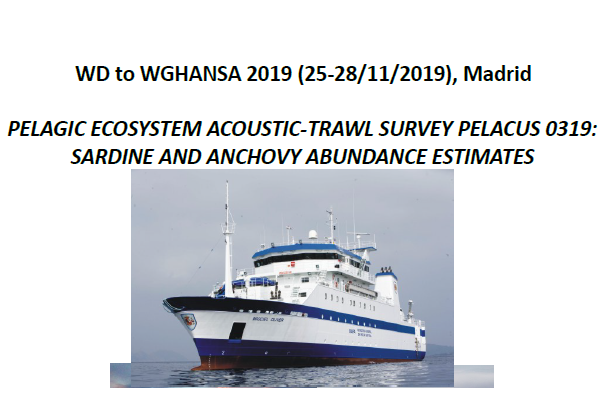 WD to WGHANSA 2019 (25-28/11/2019), Madrid
PELAGIC ECOSYSTEM ACOUSTIC-TRAWL SURVEY PELACUS 0319:
SARDINE AND ANCHOVY ABUNDANCE ESTIMATES
MIGUEL OLIVER